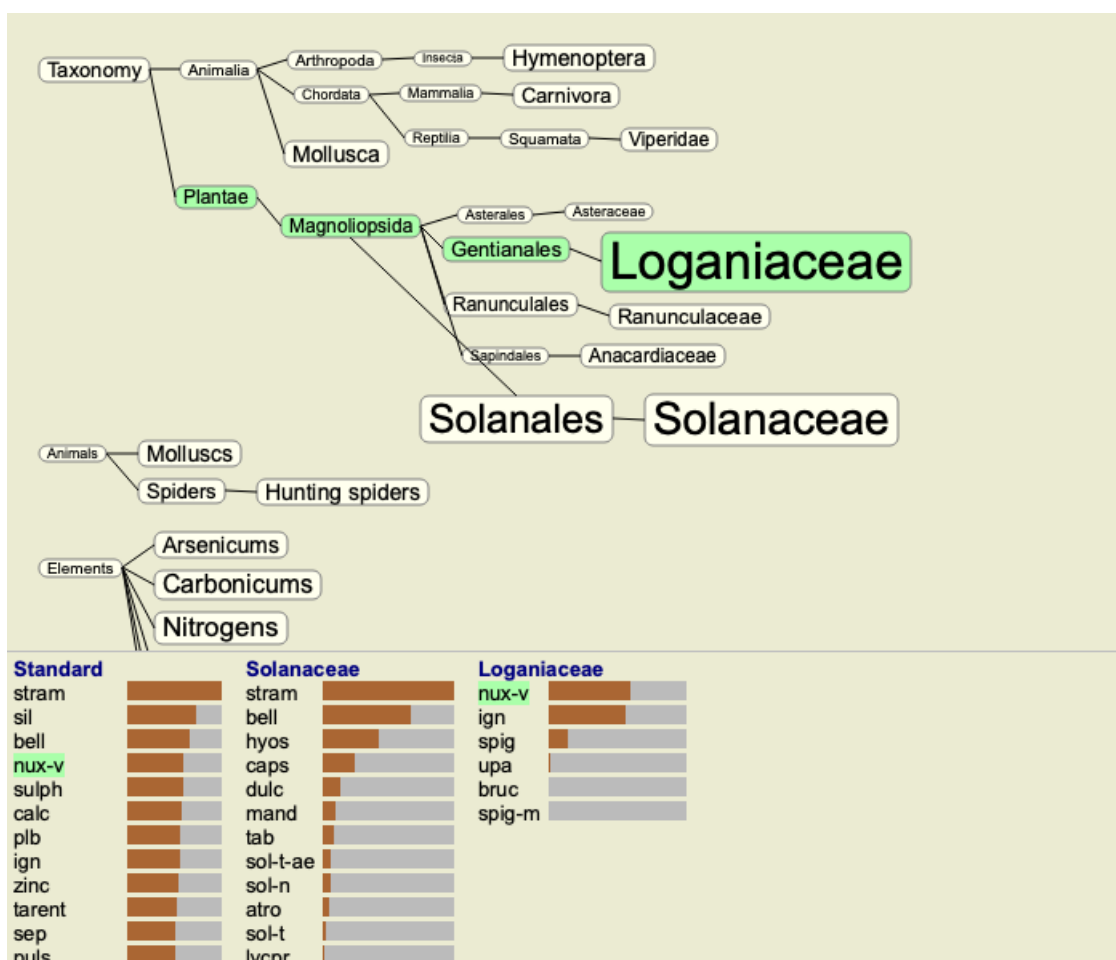 Taxonomy
Animalia
Arthropoda
Insecta
Hymenoptera
Chordata
Mammalia
Carnivora
Reptilia
Squamata
Viperidae
Mollusca
Plantae
Magnoliopsida
Asterales
Asteraceae
Gentianales
Loganiaceae
Ranunculales
Ranunculaceae
Sapindales
Anacardiaceae
Solanales
Solanaceae
Animals
Molluscs
Spiders
Hunting spiders
Elements
Arsenicums
Carbonicums
Nitrogens
Standard
stram
sil
bell
nux-v
sulph
calc
plb
ign
zinc
tarent
sep
puls
Solanaceae
stram
bell
hyos
caps
dulc
mand
tab
sol-t-ae
sol-n
atro
sol-t
lycpr
Loganiaceae
nux-v
ign
spig
upa
bruc
spig-m